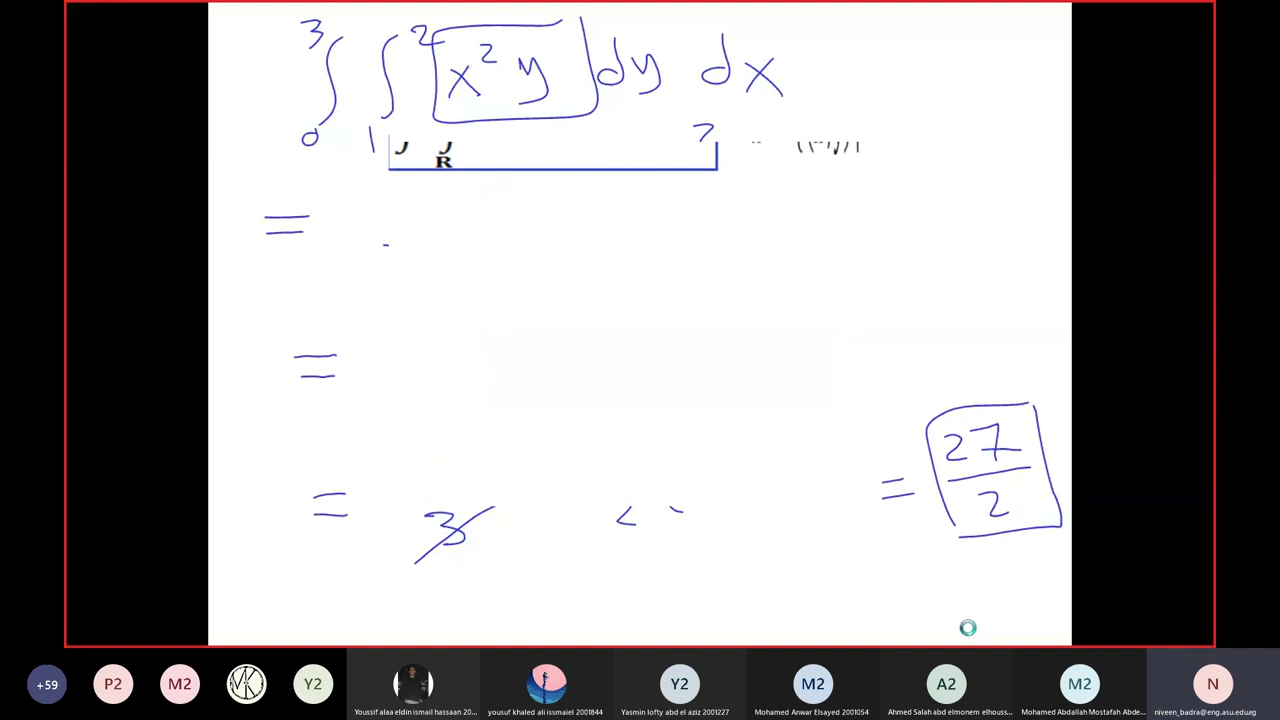 ∫₀³ ∫₁² x² y dy dx
R
=
=
= 3
= 27/2
+59 P2 M2 Y2 Y2 M2 A2 M2 N
Youssif alaa eldin ismail hassaan 20... yousuf khaled ali issmaiel 2001844 Yasmin lofty abd el aziz 2001227 Mohamed Anwar Elsayed 2001054 Ahmed Salah abd elmonem elhouss... Mohamed Abdallah Mostafah Abde... niveen_badra@eng.asu.edu.eg